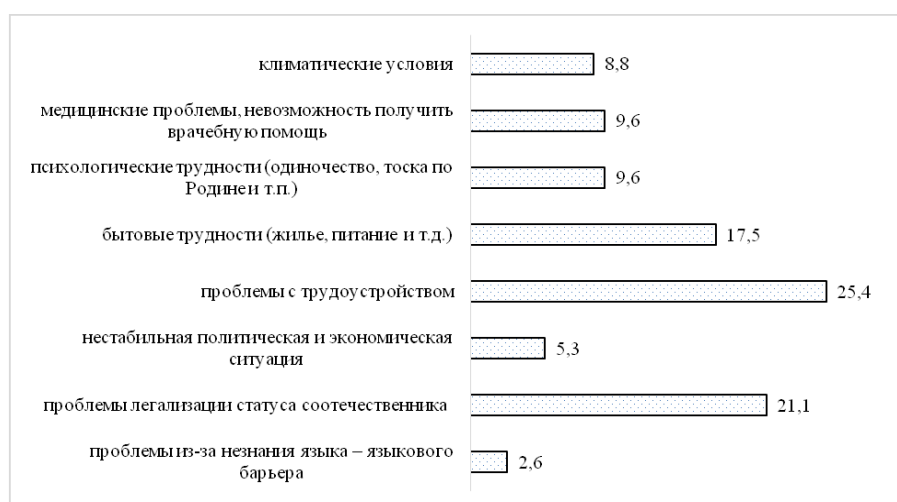 климатические условия
8,8
медицинские проблемы, невозможность получить
врачебную помощь
9,6
психологические трудности (одиночество, тоска по
Родине и т.п.)
9,6
бытовые трудности (жилье, питание и т.д.)
17,5
проблемы с трудоустройством
25,4
нестабильная политическая и экономическая
ситуация
5,3
проблемы легализации статуса соотечественника
21,1
проблемы из-за незнания языка – языкового
барьера
2,6